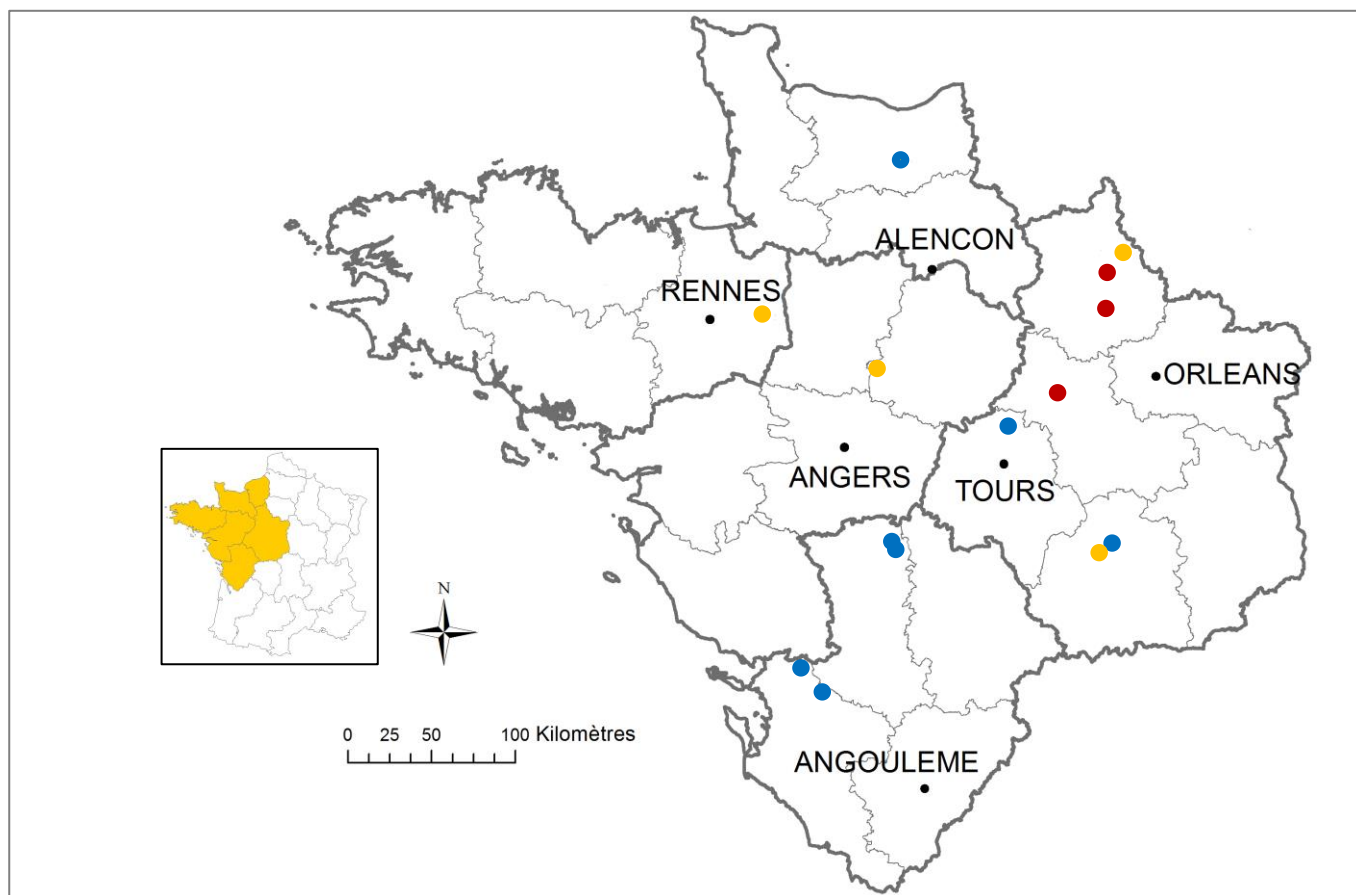 ALENCON
RENNES
ORLEANS
ANGERS
TOURS
N
0 25 50 100 Kilomètres
ANGOULEME